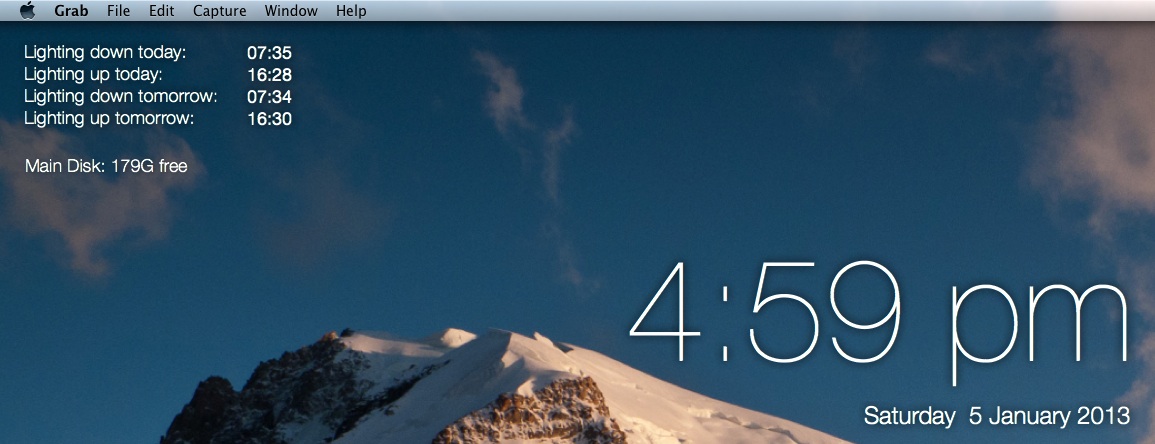 Grab File Edit Capture Window Help
Lighting down today: 07:35
Lighting up today: 16:28
Lighting down tomorrow: 07:34
Lighting up tomorrow: 16:30
Main Disk: 179G free
4:59 pm
Saturday 5 January 2013